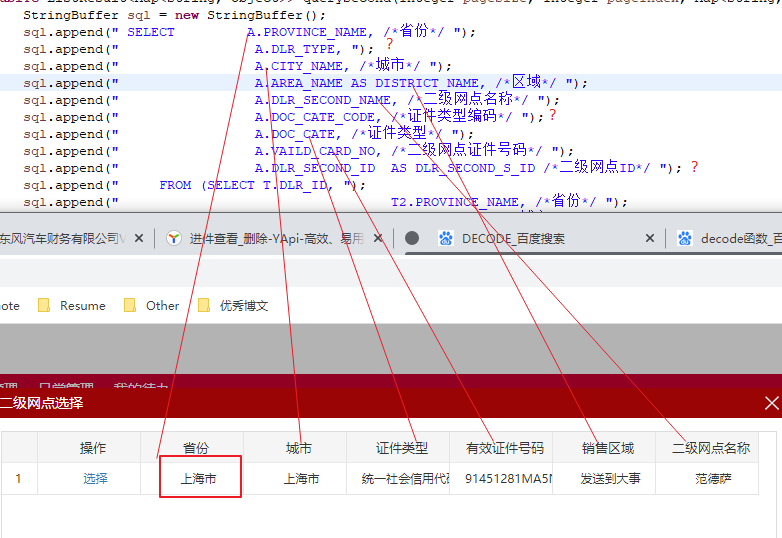 StringBuffer sql = new StringBuffer();
sql.append(" SELECT A.PROVINCE_NAME, /*省份*/ ");
sql.append(" A.DLR_TYPE, "); ?
sql.append(" A.CITY_NAME, /*城市*/ ");
sql.append(" A.AREA_NAME AS DISTRICT_NAME, /*区域*/ ");
sql.append(" A.DLR_SECOND_NAME, /*二级网点名称*/ ");
sql.append(" A.DOC_CATE_CODE, /*证件类型编码*/ "); ?
sql.append(" A.DOC_CATE, /*证件类型*/ ");
sql.append(" A.VAILD_CARD_NO, /*二级网点证件号码*/ ");
sql.append(" A.DLR_SECOND_ID AS DLR_SECOND_S_ID /*二级网点ID*/ "); ?
sql.append(" FROM (SELECT T.DLR_ID, ");
sql.append(" T2.PROVINCE_NAME, /*省份*/ ");
东风汽车财务有限公司V 进件查看_删除-YApi-高效、易用 DECODE_百度搜索 decode函数_百
ote Resume Other 优秀博文
二级网点选择
操作 省份 城市 证件类型 有效证件号码 销售区域 二级网点名称
1 选择 上海市 上海市 统一社会信用代码 91451281MA5N 发送到大事 范德萨